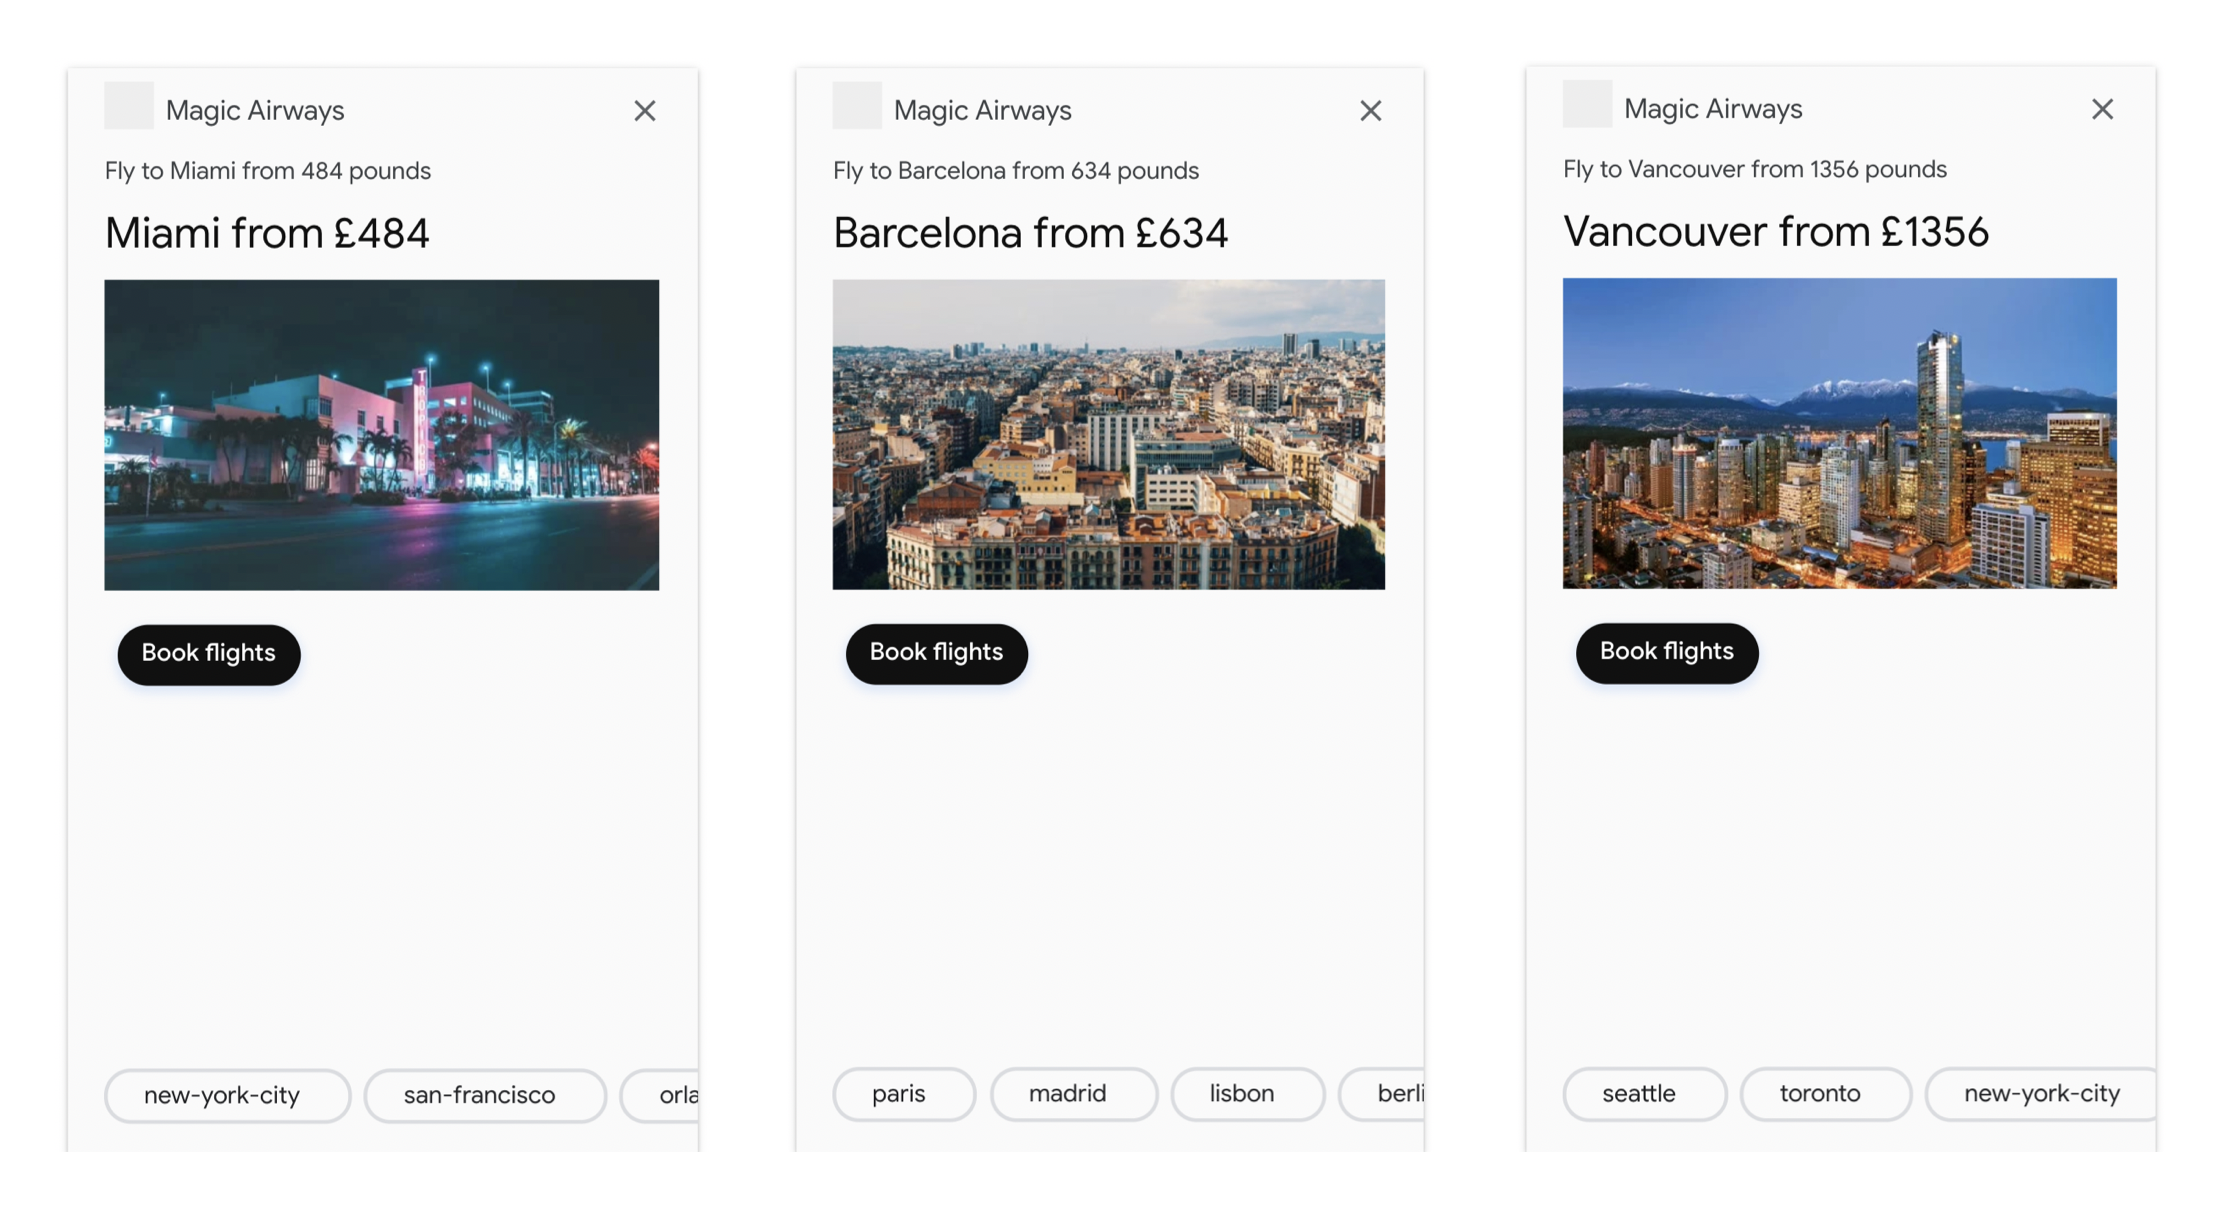 Magic Airways
Fly to Miami from 484 pounds
Miami from £484
TROPICS
Book flights
new-york-city
san-francisco
orla
Magic Airways
Fly to Barcelona from 634 pounds
Barcelona from £634
Book flights
paris
madrid
lisbon
berli
Magic Airways
Fly to Vancouver from 1356 pounds
Vancouver from £1356
Book flights
seattle
toronto
new-york-city